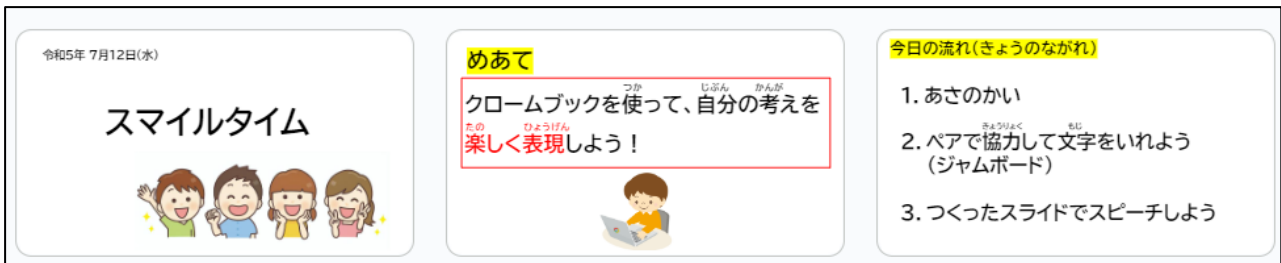 令和5年 7月12日(水)
スマイルタイム
めあて
クロームブックを使って、自分の考えを
楽しく表現しよう！
つか
じぶん
かんが
たの
ひょうげん
今日の流れ(きょうのながれ)
1. あさのかい
2. ペアで協力して文字をいれよう
(ジャムボード)
3. つくったスライドでスピーチしよう
きょうりょく
もじ